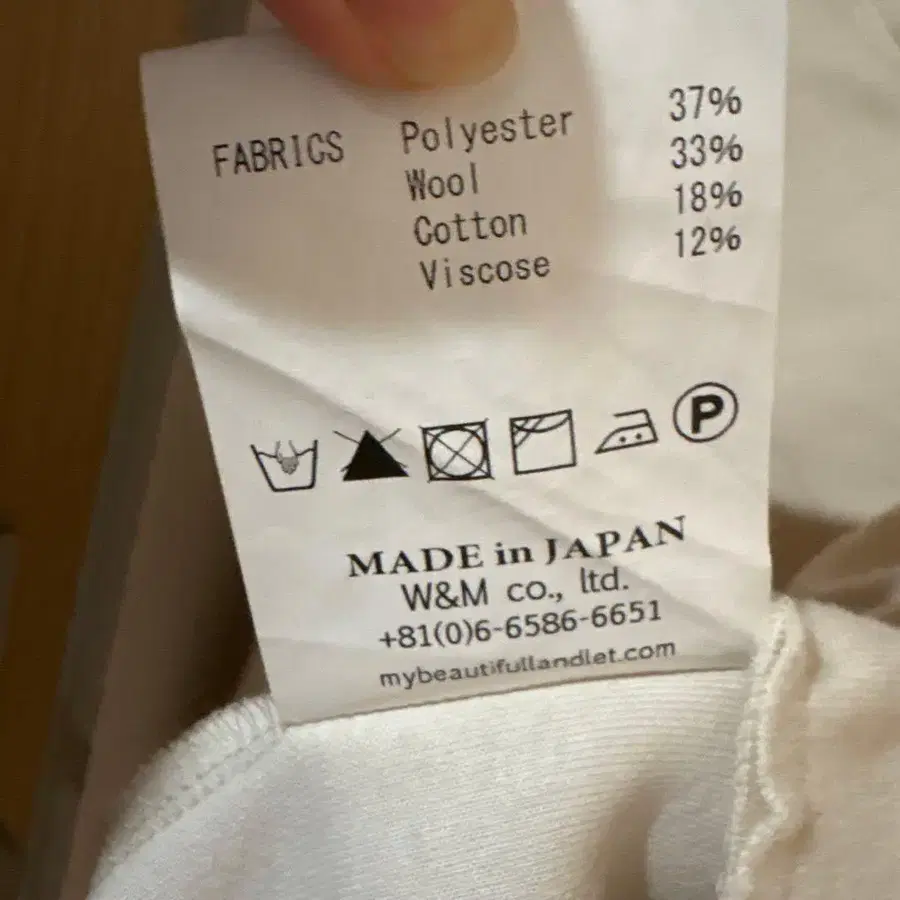 FABRICS Polyester 37%
Wool 33%
Cotton 18%
Viscose 12%
P
MADE in JAPAN
W&M co., ltd.
+81(0)6-6586-6651
mybeautifullandlet.com